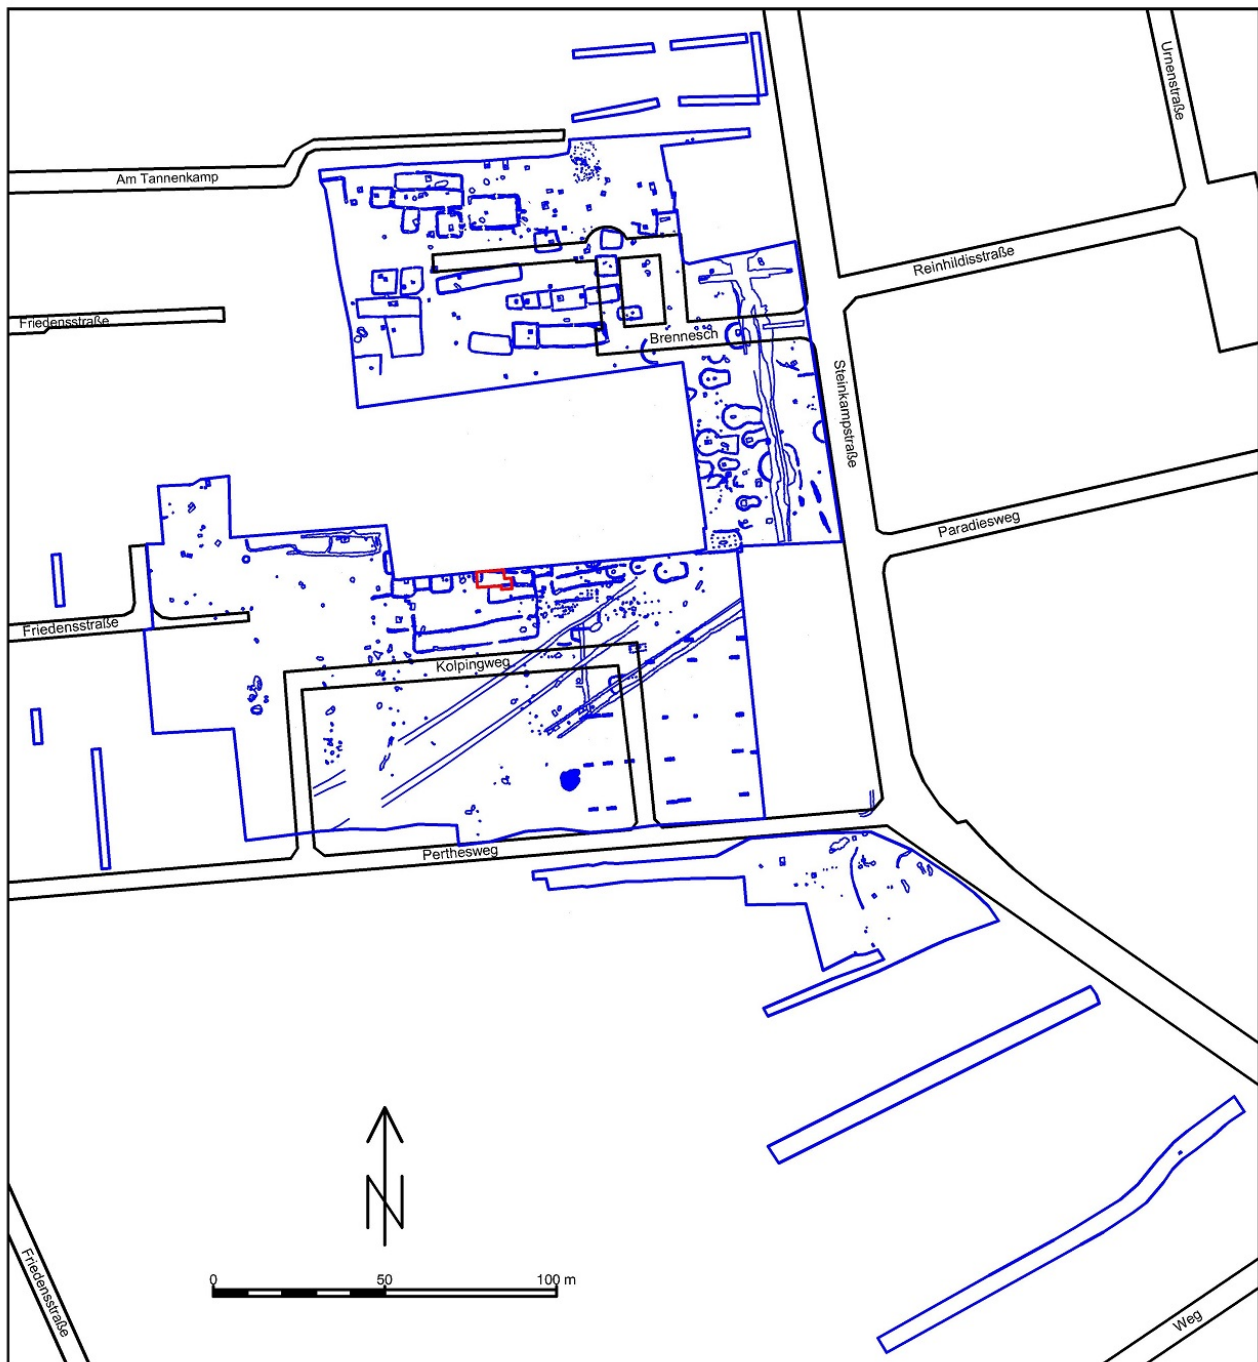 Urnenstraße
Am Tannenkamp
Reinhildisstraße
Friedensstraße
Brennesch
Steinkampstraße
Paradiesweg
Friedensstraße
Kolpingweg
Perthesweg
N
0 50 100 m
Friedensstraße
Weg